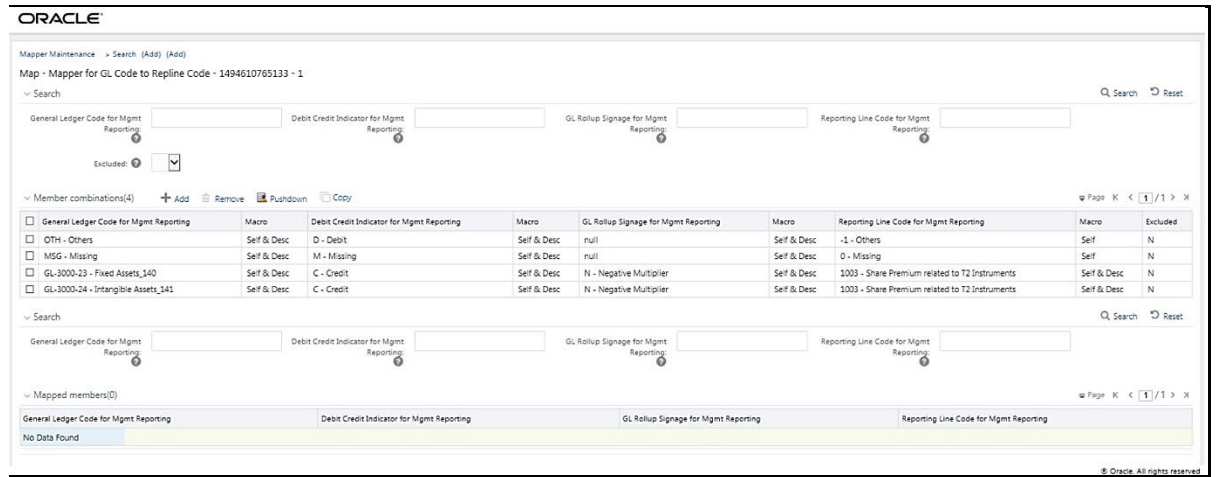 ORACLE
Mapper Maintenance > Search (Add) (Add)
Map - Mapper for GL Code to Repline Code - 1494610765133 - 1
Search Search Reset
General Ledger Code for Mgmt Reporting: Debit Credit Indicator for Mgmt Reporting: GL Rollup Signage for Mgmt Reporting: Reporting Line Code for Mgmt Reporting:
Excluded:
Member combinations(4) Add Remove Pushdown Copy Page 1 / 1
General Ledger Code for Mgmt Reporting Macro Debit Credit Indicator for Mgmt Reporting Macro GL Rollup Signage for Mgmt Reporting Macro Reporting Line Code for Mgmt Reporting Macro Excluded
OTH - Others Self & Desc D - Debit Self & Desc null Self & Desc -1 - Others Self N
MSG - Missing Self & Desc M - Missing Self & Desc null Self & Desc 0 - Missing Self N
GL-3000-23 - Fixed Assets_140 Self & Desc C - Credit Self & Desc N - Negative Multiplier Self & Desc 1003 - Share Premium related to T2 Instruments Self & Desc N
GL-3000-24 - Intangible Assets_141 Self & Desc C - Credit Self & Desc N - Negative Multiplier Self & Desc 1003 - Share Premium related to T2 Instruments Self & Desc N
Search Search Reset
General Ledger Code for Mgmt Reporting: Debit Credit Indicator for Mgmt Reporting: GL Rollup Signage for Mgmt Reporting: Reporting Line Code for Mgmt Reporting:
Mapped members(0) Page 1 / 1
General Ledger Code for Mgmt Reporting Debit Credit Indicator for Mgmt Reporting GL Rollup Signage for Mgmt Reporting Reporting Line Code for Mgmt Reporting
No Data Found
® Oracle. All rights reserved